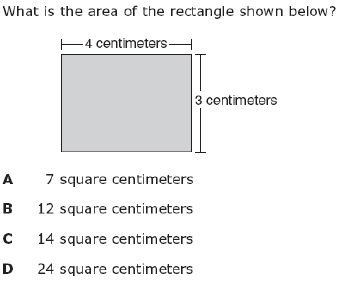 What is the area of the rectangle shown below?
4 centimeters
3 centimeters
A 7 square centimeters
B 12 square centimeters
C 14 square centimeters
D 24 square centimeters